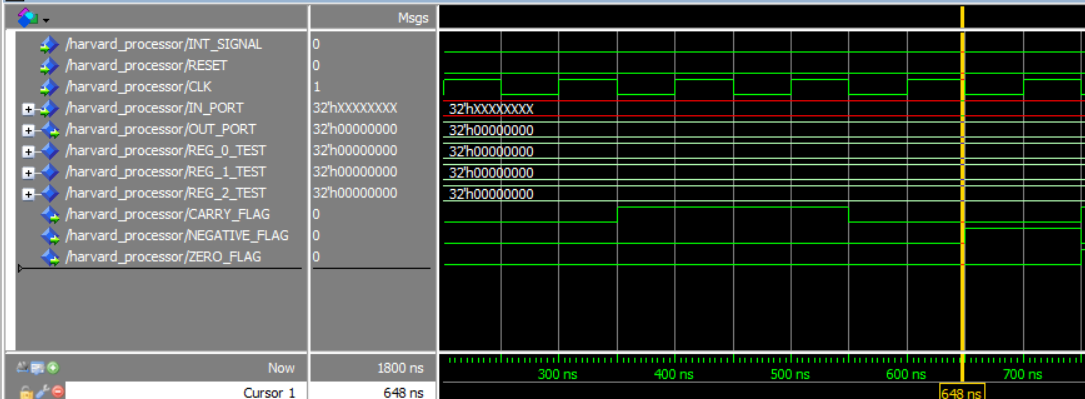 Msgs
/harvard_processor/INT_SIGNAL 0
/harvard_processor/RESET 0
/harvard_processor/CLK 1
/harvard_processor/IN_PORT 32'hXXXXXXXX 32'hXXXXXXXX
/harvard_processor/OUT_PORT 32'h00000000 32'h00000000
/harvard_processor/REG_0_TEST 32'h00000000 32'h00000000
/harvard_processor/REG_1_TEST 32'h00000000 32'h00000000
/harvard_processor/REG_2_TEST 32'h00000000 32'h00000000
/harvard_processor/CARRY_FLAG 0
/harvard_processor/NEGATIVE_FLAG 0
/harvard_processor/ZERO_FLAG 0
Now 1800 ns 300 ns 400 ns 500 ns 600 ns 700 ns
Cursor 1 648 ns 648 ns